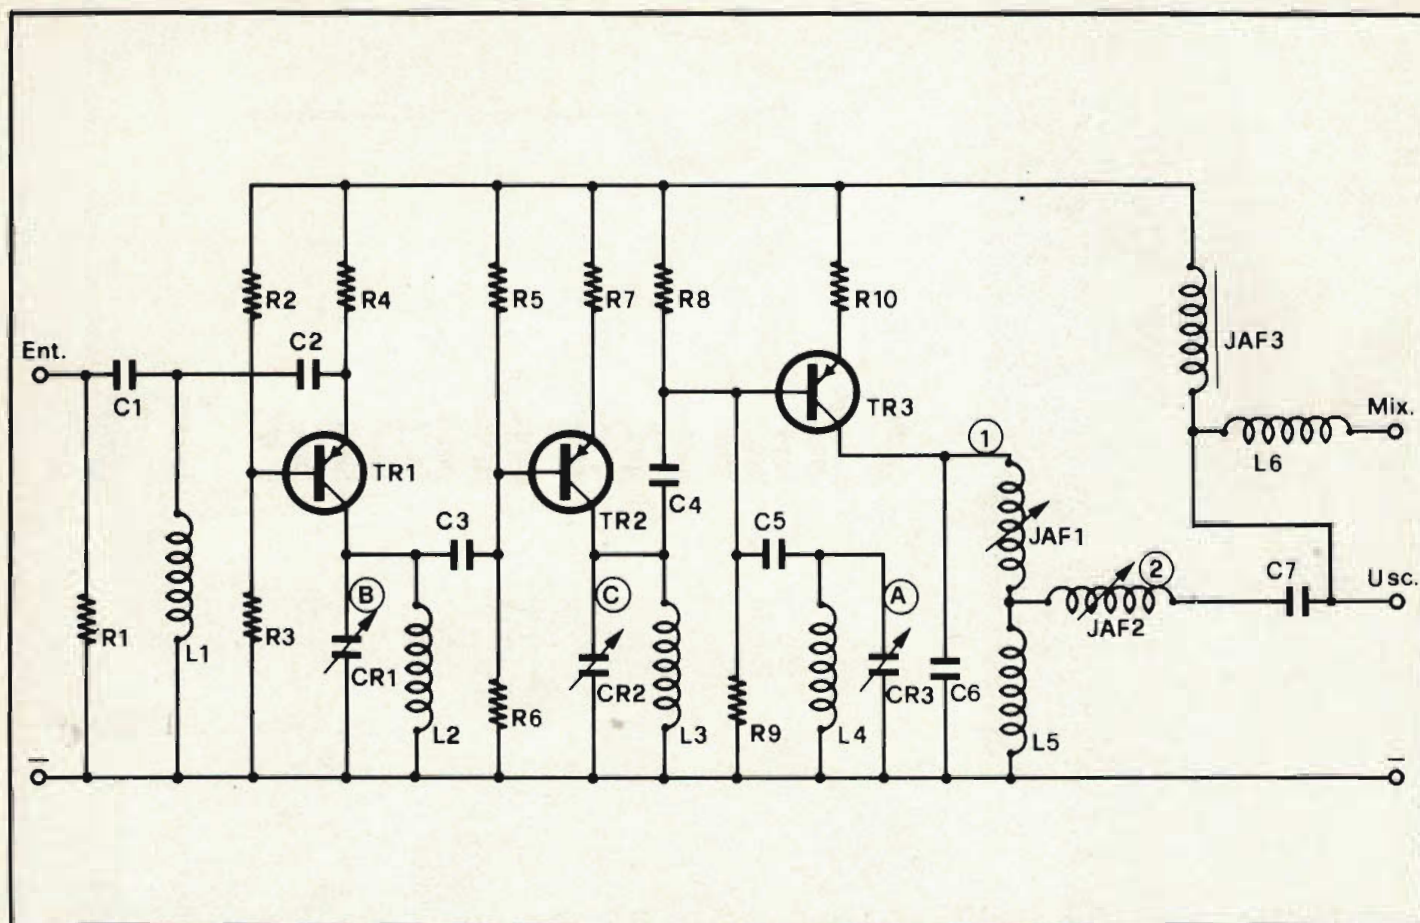 Ent.
C1
R1
L1
R2
R3
C2
R4
TR1
B
CR1
L2
C3
R5
R6
R7
TR2
C
CR2
R8
C4
L3
R9
C5
L4
A
CR3
R10
TR3
C6
1
JAF1
L5
2
JAF2
C7
JAF3
L6
Mix.
Usc.
−
−